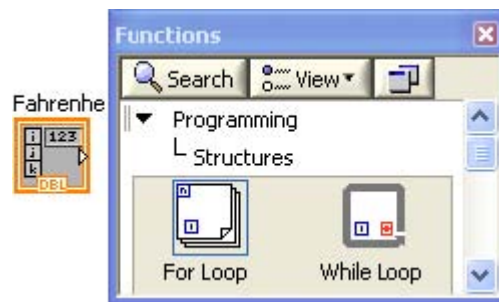 Functions
Search View
Fahrenhe
i 123
j
k
DBL
Programming
Structures
n
i
i
For Loop While Loop